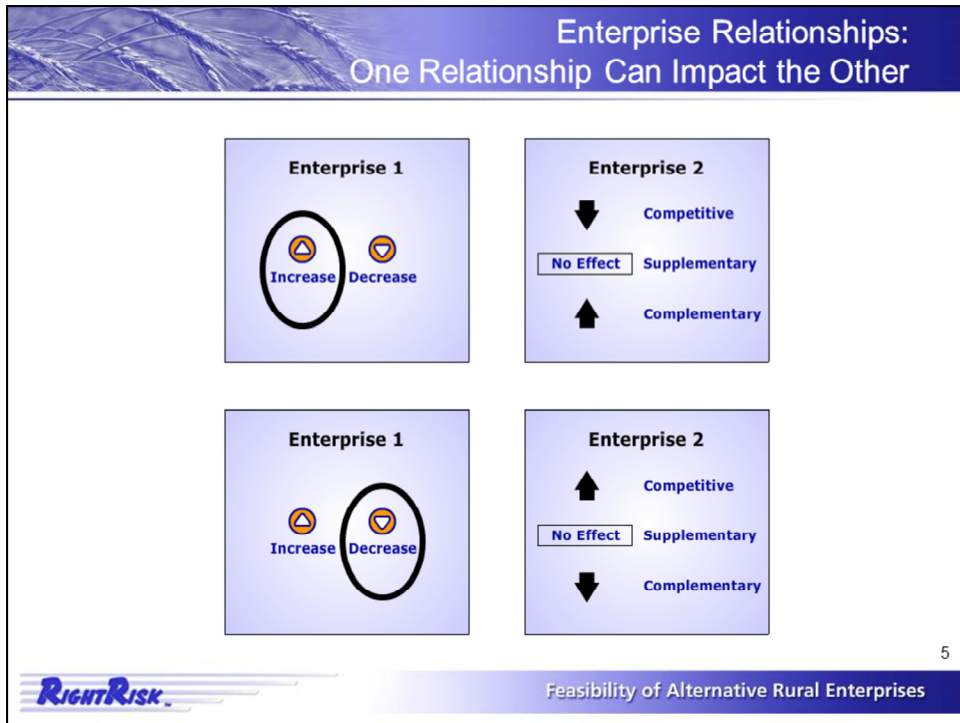 Enterprise Relationships:
One Relationship Can Impact the Other
Enterprise 1
Increase Decrease
Enterprise 2
Competitive
No Effect Supplementary
Complementary
Enterprise 1
Increase Decrease
Enterprise 2
Competitive
No Effect Supplementary
Complementary
5
RIGHTRISK™
Feasibility of Alternative Rural Enterprises